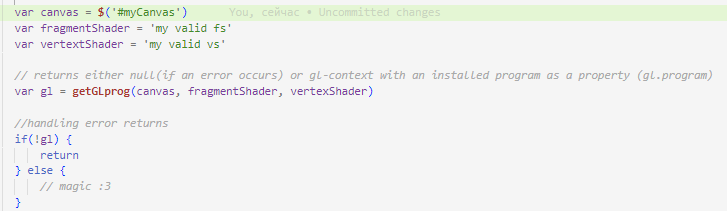 var canvas = $('#myCanvas') You, сейчас • Uncommitted changes
var fragmentShader = 'my valid fs'
var vertextShader = 'my valid vs'
// returns either null(if an error occurs) or gl-context with an installed program as a property (gl.program)
var gl = getGLprog(canvas, fragmentShader, vertexShader)
//handling error returns
if(!gl) {
return
} else {
// magic :3
}